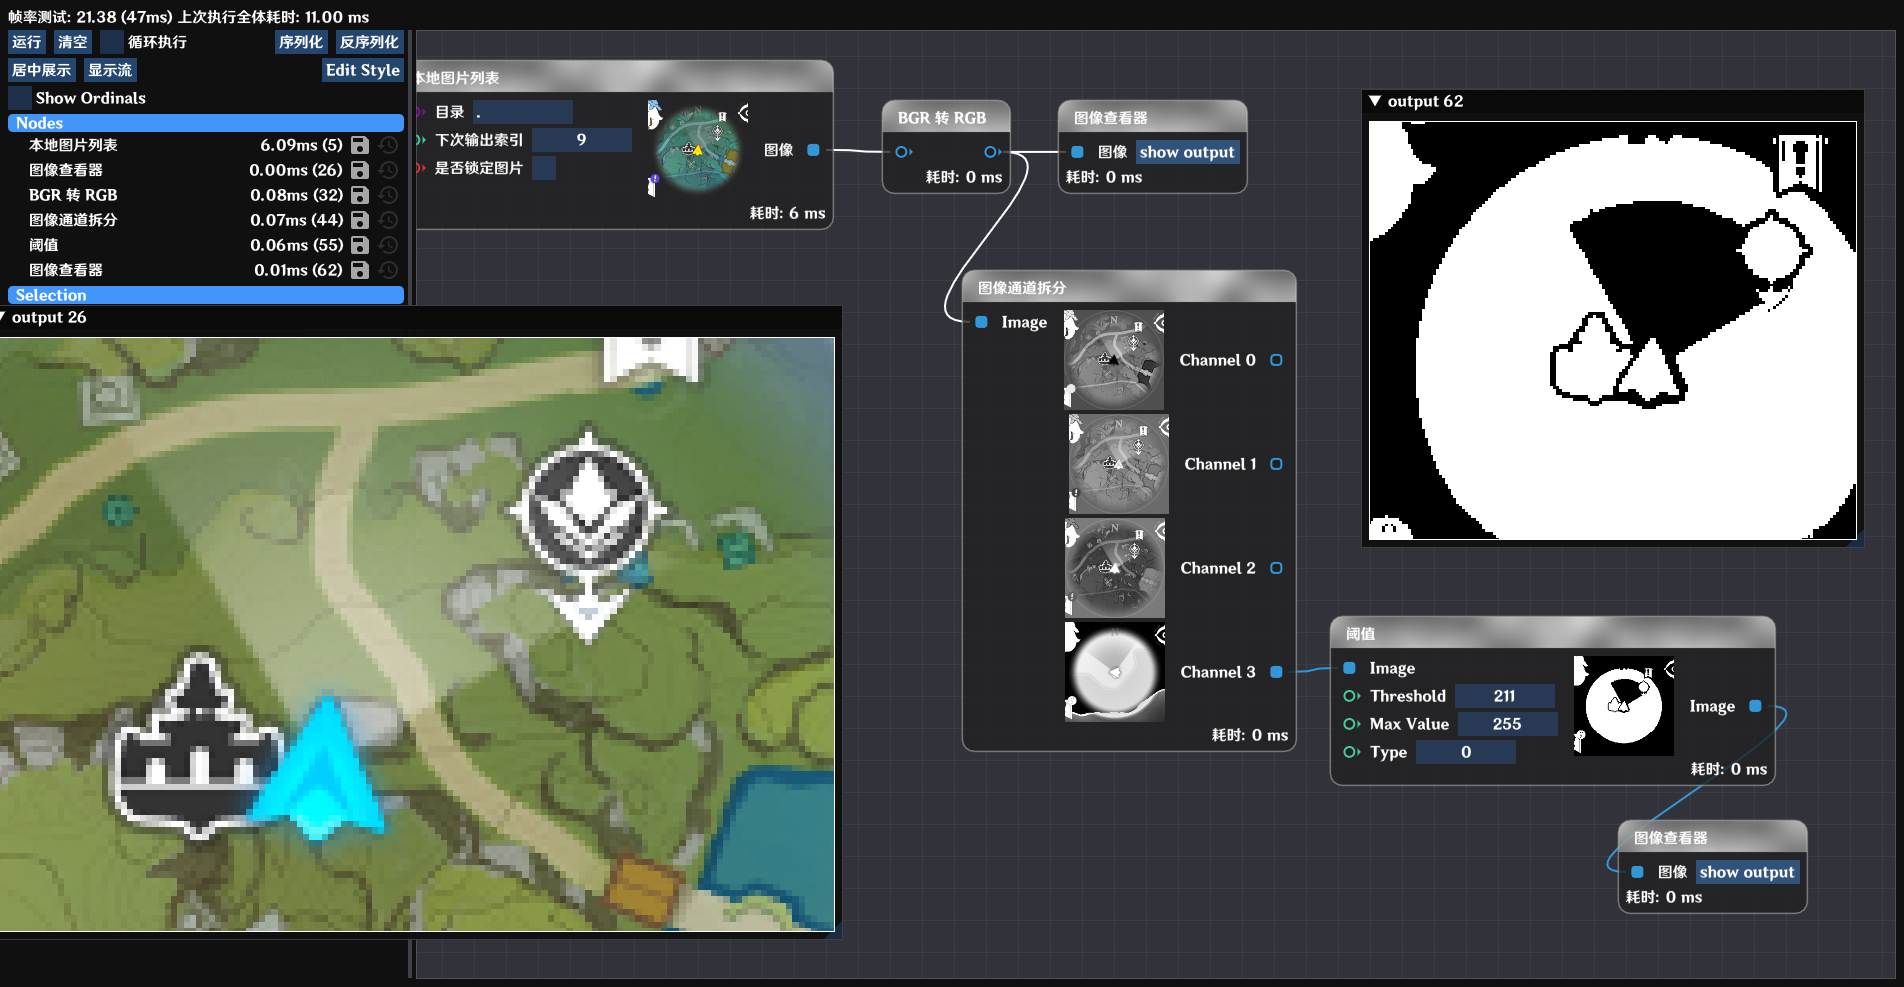 帧率测试: 21.38 (47ms) 上次执行全体耗时: 11.00 ms
运行 清空 循环执行 序列化 反序列化
居中展示 显示流 Edit Style
Show Ordinals
Nodes
本地图片列表 6.09ms (5)
图像查看器 0.00ms (26)
BGR 转 RGB 0.08ms (32)
图像通道拆分 0.07ms (44)
阈值 0.06ms (55)
图像查看器 0.01ms (62)
Selection
output 26
本地图片列表
目录 .
下次输出索引 9
是否锁定图片
图像
耗时: 6 ms
BGR 转 RGB
耗时: 0 ms
图像查看器
图像 show output
耗时: 0 ms
图像通道拆分
Image
Channel 0
Channel 1
Channel 2
Channel 3
耗时: 0 ms
output 62
阈值
Image
Threshold 211
Max Value 255
Type 0
Image
耗时: 0 ms
图像查看器
图像 show output
耗时: 0 ms